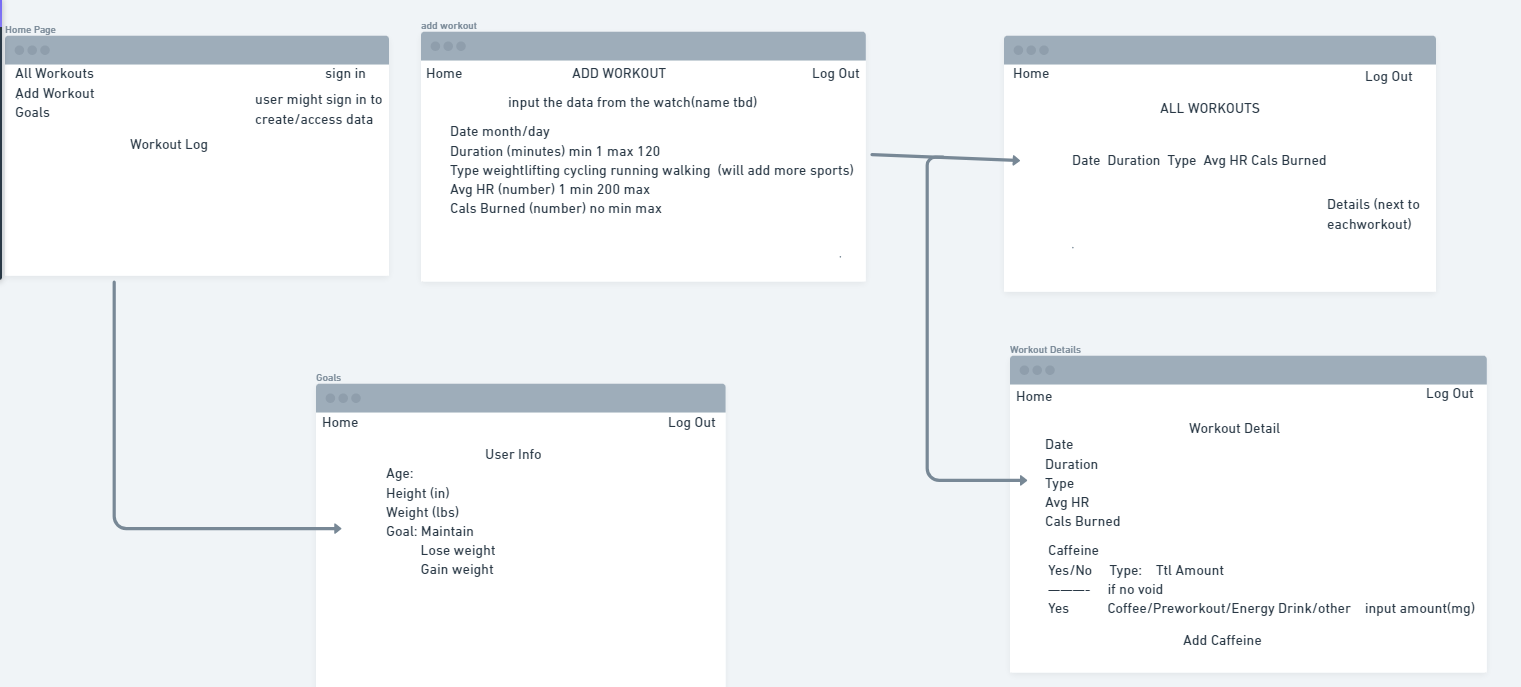 Home Page
All Workouts
sign in
Add Workout
user might sign in to
create/access data
Goals
Workout Log
add workout
Home
ADD WORKOUT
Log Out
input the data from the watch(name tbd)
Date month/day
Duration (minutes) min 1 max 120
Type weightlifting cycling running walking (will add more sports)
Avg HR (number) 1 min 200 max
Cals Burned (number) no min max
Home
Log Out
ALL WORKOUTS
Date Duration Type Avg HR Cals Burned
Details (next to
eachworkout)
Goals
Home
Log Out
User Info
Age:
Height (in)
Weight (lbs)
Goal: Maintain
Lose weight
Gain weight
Workout Details
Home
Log Out
Workout Detail
Date
Duration
Type
Avg HR
Cals Burned
Caffeine
Yes/No Type: Ttl Amount
————- if no void
Yes Coffee/Preworkout/Energy Drink/other input amount(mg)
Add Caffeine